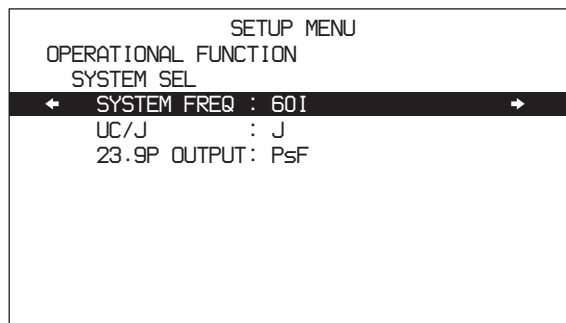 SETUP MENU
OPERATIONAL FUNCTION
SYSTEM SEL
← SYSTEM FREQ : 60I →
UC/J : J
23.9P OUTPUT: PsF